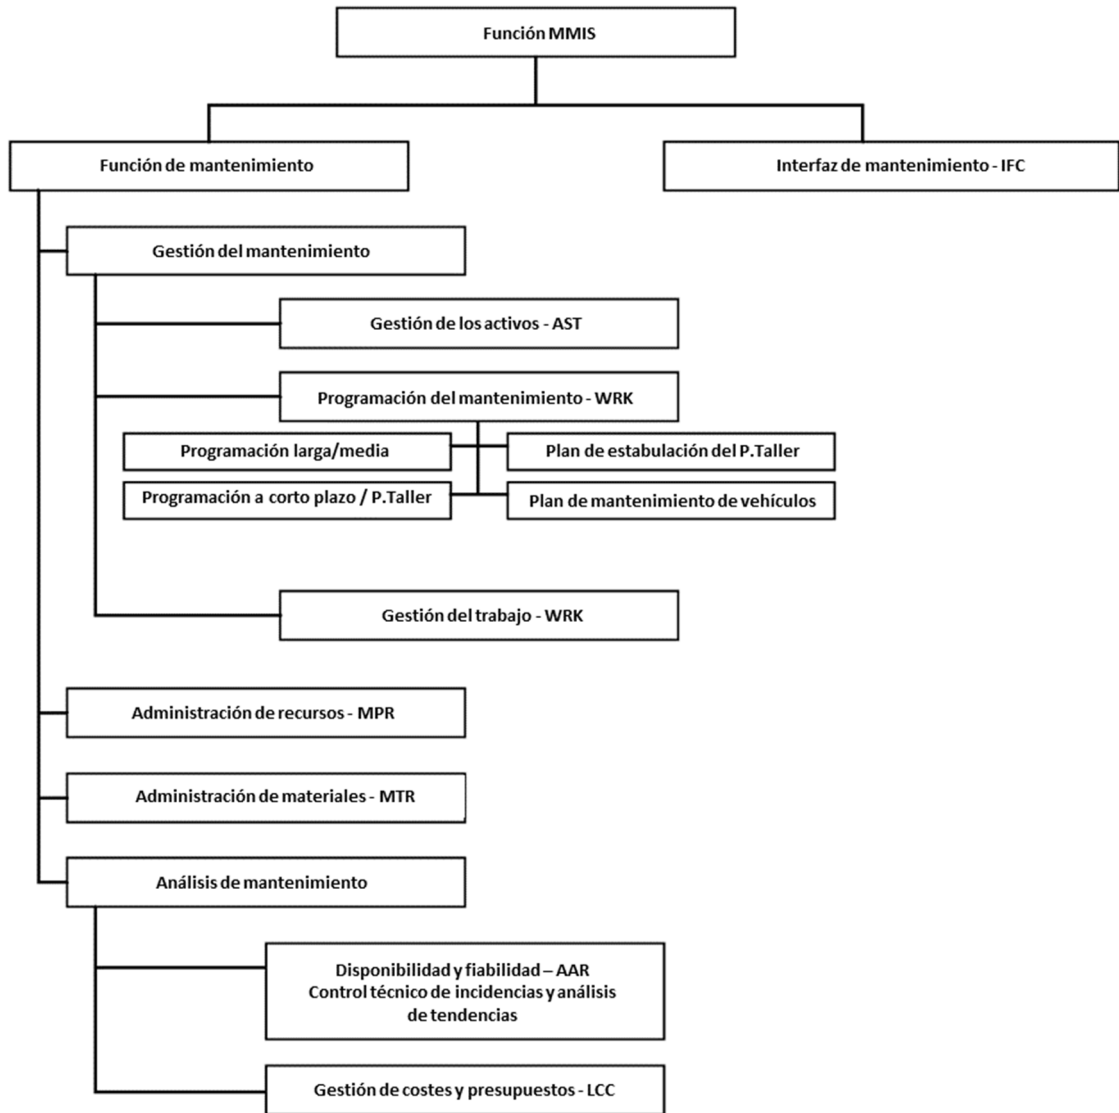 Función MMIS
Función de mantenimiento
Interfaz de mantenimiento - IFC
Gestión del mantenimiento
Gestión de los activos - AST
Programación del mantenimiento - WRK
Programación larga/media
Plan de estabulación del P.Taller
Programación a corto plazo / P.Taller
Plan de mantenimiento de vehículos
Gestión del trabajo - WRK
Administración de recursos - MPR
Administración de materiales - MTR
Análisis de mantenimiento
Disponibilidad y fiabilidad – AAR
Control técnico de incidencias y análisis
de tendencias
Gestión de costes y presupuestos - LCC